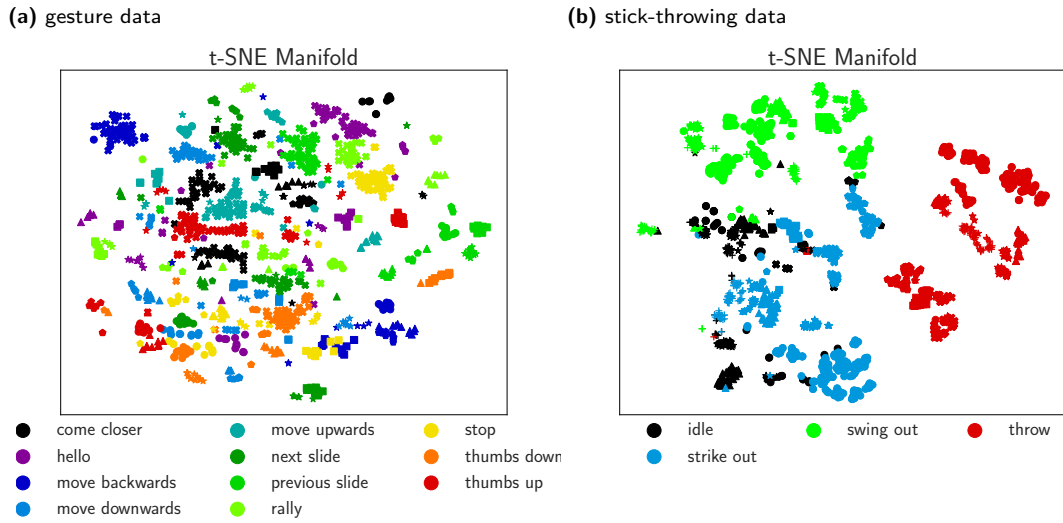 (a) gesture data
t-SNE Manifold
come closer
hello
move backwards
move downwards
move upwards
next slide
previous slide
rally
stop
thumbs down
thumbs up
(b) stick-throwing data
t-SNE Manifold
idle
strike out
swing out
throw